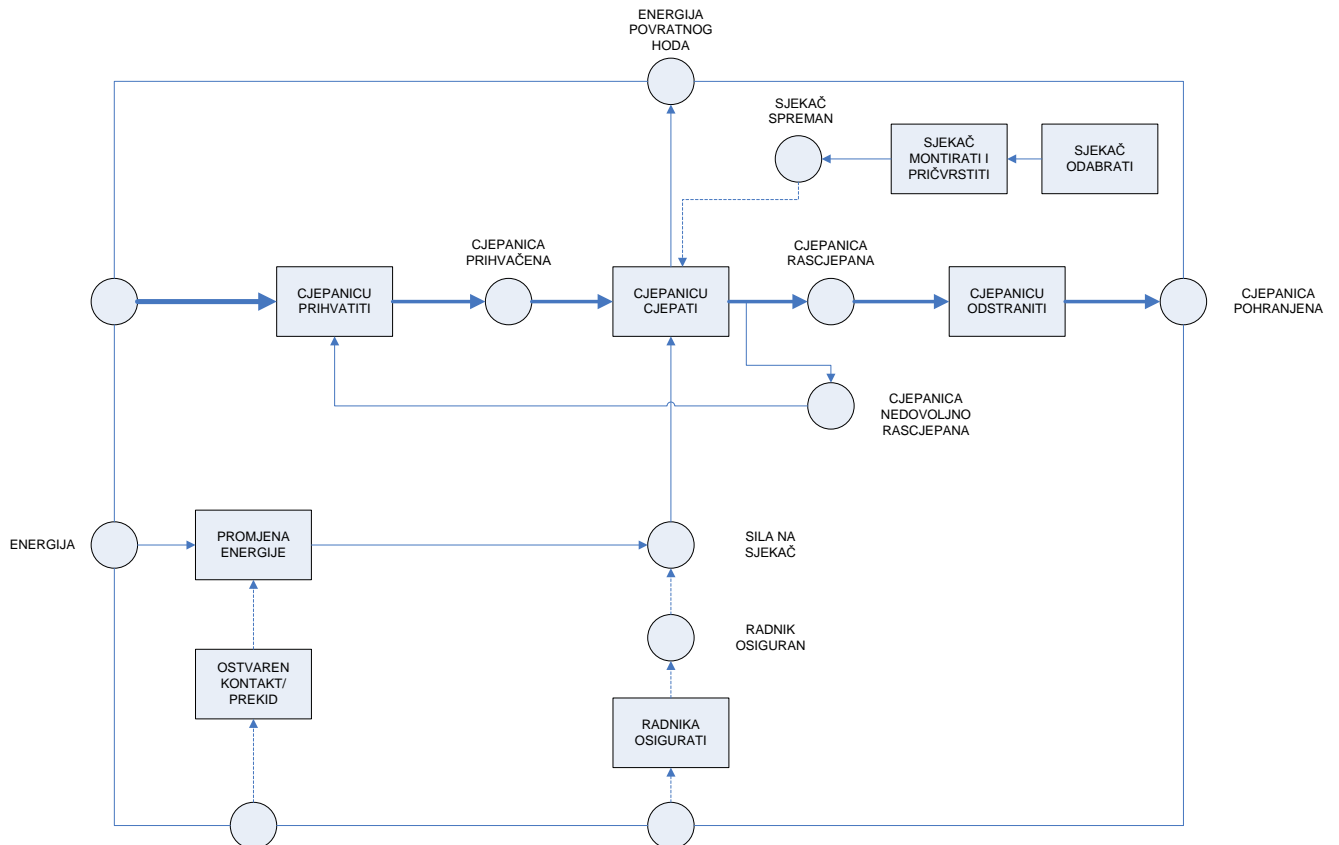 ENERGIJA
POVRATNOG
HODA
SJEKAČ
SPREMAN
SJEKAČ
MONTIRATI I
PRIČVRSTITI
SJEKAČ
ODABRATI
CJEPANICU
PRIHVATITI
CJEPANICA
PRIHVAČENA
CJEPANICU
CJEPATI
CJEPANICA
RASCJEPANA
CJEPANICU
ODSTRANITI
CJEPANICA
POHRANJENA
CJEPANICA
NEDOVOLJNO
RASCJEPANA
ENERGIJA
PROMJENA
ENERGIJE
SILA NA
SJEKAČ
RADNIK
OSIGURAN
OSTVAREN
KONTAKT/
PREKID
RADNIKA
OSIGURATI